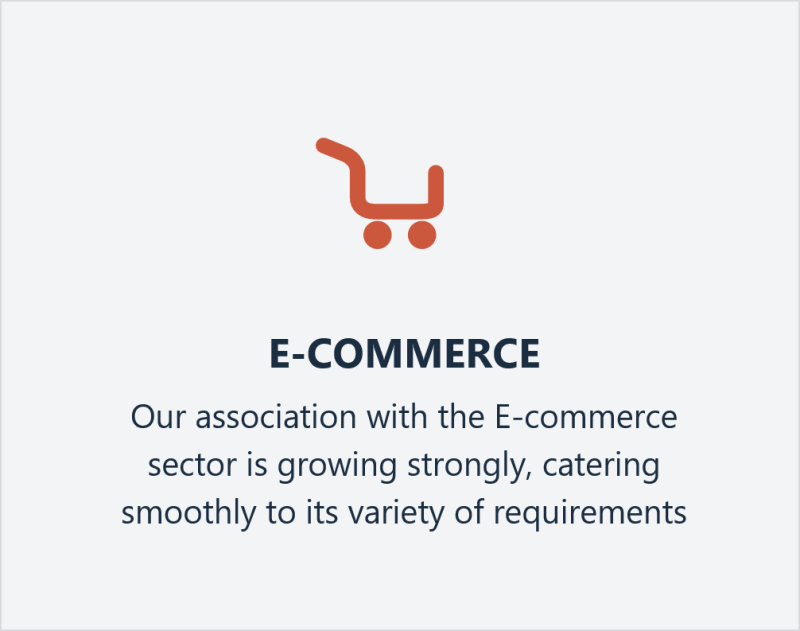 E-COMMERCE
Our association with the E-commerce
sector is growing strongly, catering
smoothly to its variety of requirements